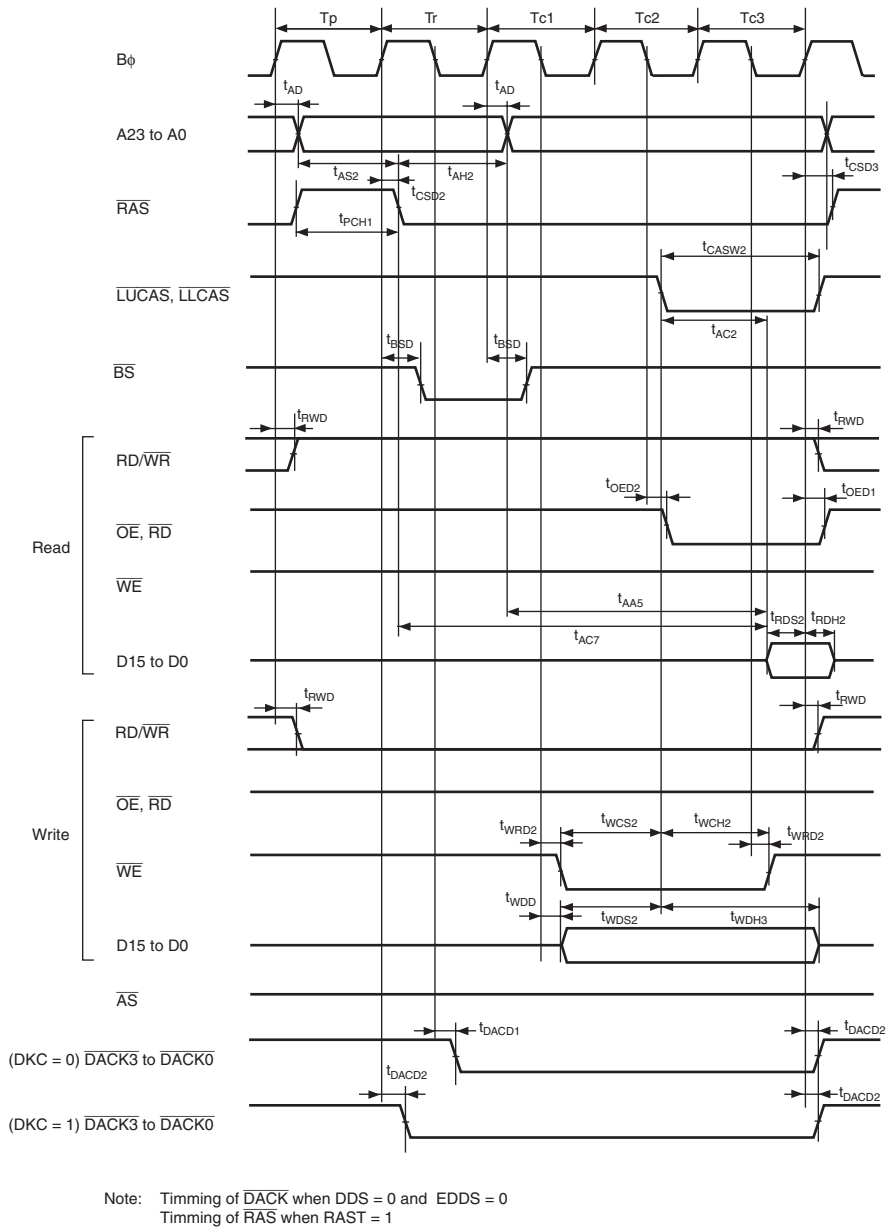 Tp Tr Tc1 Tc2 Tc3
Bϕ
tAD tAD
A23 to A0
tAS2 tAH2 tCSD3
tCSD2
RAS
tPCH1
tCASW2
LUCAS, LLCAS
tAC2
tBSD tBSD
BS
tRWD tRWD
RD/WR
tOED2 tOED1
OE, RD
Read
WE
tAA5
tRDS2 tRDH2
tAC7
D15 to D0
tRWD tRWD
RD/WR
OE, RD
Write
tWRD2 tWCS2 tWCH2 tWRD2
WE
tWDD tWDS2 tWDH3
D15 to D0
AS
tDACD1 tDACD2
(DKC = 0) DACK3 to DACK0
tDACD2 tDACD2
(DKC = 1) DACK3 to DACK0
Note: Timming of DACK when DDS = 0 and EDDS = 0
Timming of RAS when RAST = 1